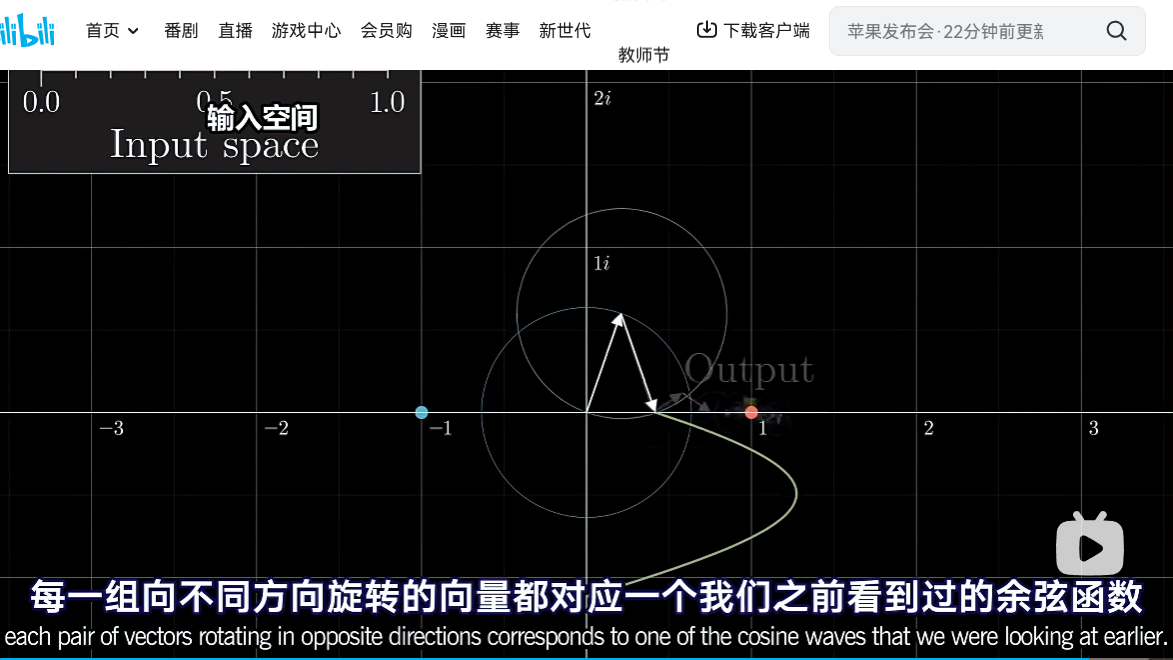 bilibili 首页 番剧 直播 游戏中心 会员购 漫画 赛事 新世代 下载客户端 苹果发布会·22分钟前更新
教师节
0.0 0.5 1.0
输入空间
Input space
2i
1i
Output
−3 −2 −1 1 2 3
每一组向不同方向旋转的向量都对应一个我们之前看到过的余弦函数
each pair of vectors rotating in opposite directions corresponds to one of the cosine waves that we were looking at earlier.